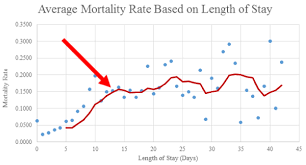 Average Mortality Rate Based on Length of Stay
0.3500
0.3000
0.2500
0.2000
0.1500
0.1000
0.0500
0.0000
Mortality Rate
0 5 10 15 20 25 30 35 40 45
Length of Stay (Days)